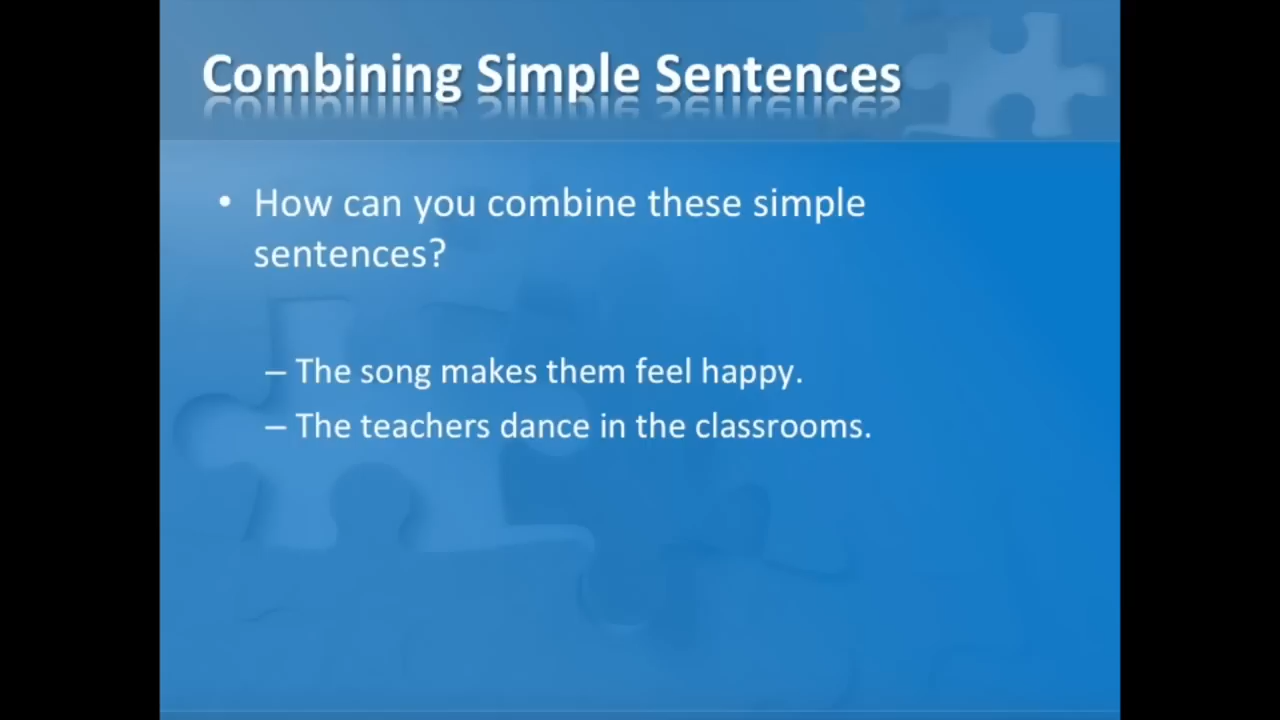 Combining Simple Sentences
• How can you combine these simple
sentences?
– The song makes them feel happy.
– The teachers dance in the classrooms.